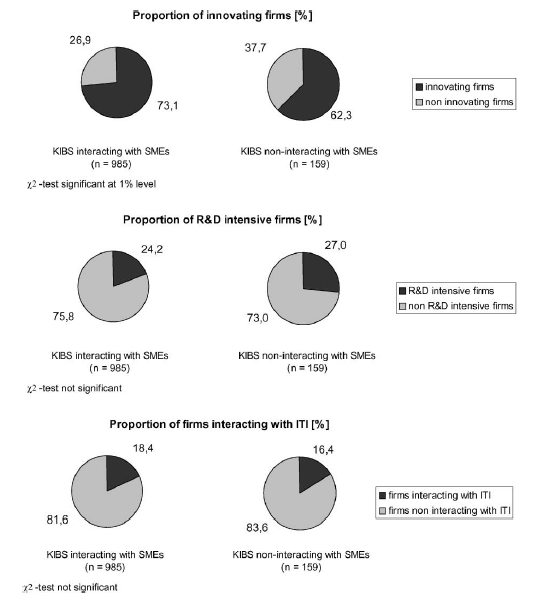 Proportion of innovating firms [%]
26,9
37,7
73,1
62,3
innovating firms
non innovating firms
KIBS interacting with SMEs
(n = 985)
KIBS non-interacting with SMEs
(n = 159)
χ2 -test significant at 1% level
Proportion of R&D intensive firms [%]
24,2
27,0
75,8
73,0
R&D intensive firms
non R&D intensive firms
KIBS interacting with SMEs
(n = 985)
KIBS non-interacting with SMEs
(n = 159)
χ2 -test not significant
Proportion of firms interacting with ITI [%]
18,4
16,4
81,6
83,6
firms interacting with ITI
firms non interacting with ITI
KIBS interacting with SMEs
(n = 985)
KIBS non-interacting with SMEs
(n = 159)
χ2 -test not significant